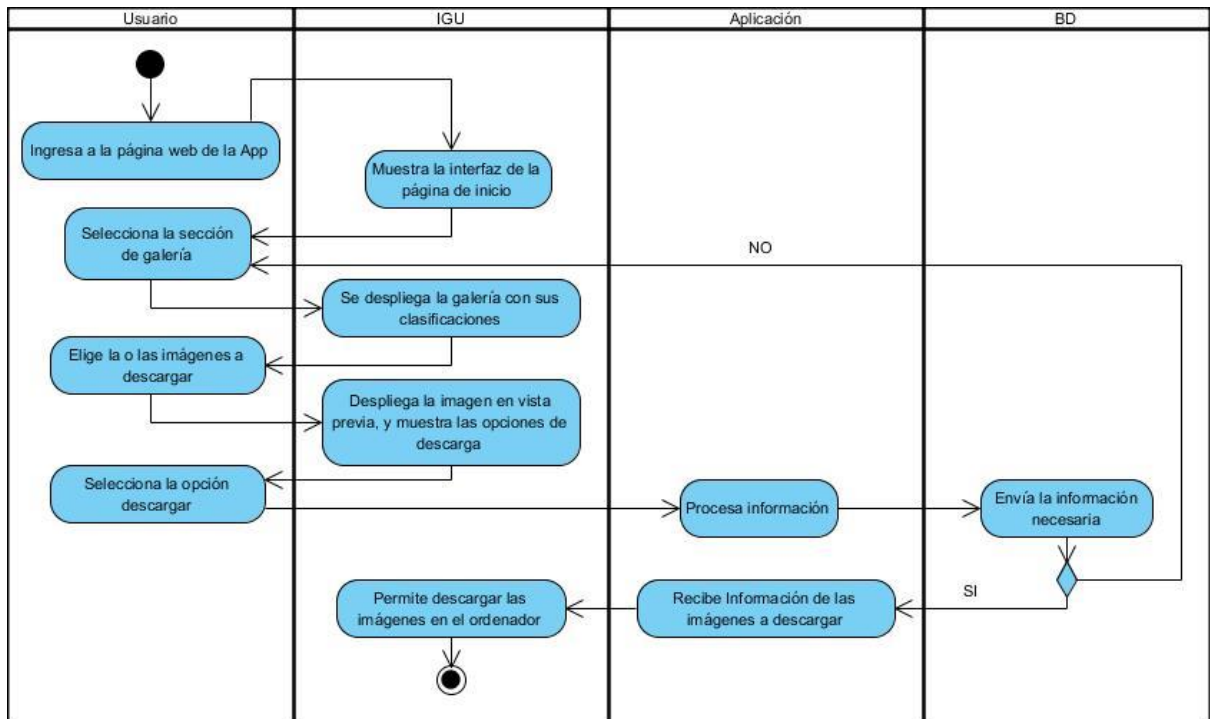 Usuario
IGU
Aplicación
BD
Ingresa a la página web de la App
Muestra la interfaz de la
página de inicio
Selecciona la sección
de galería
NO
Se despliega la galería con sus
clasificaciones
Elige la o las imágenes a
descargar
Despliega la imagen en vista
previa, y muestra las opciones de
descarga
Selecciona la opción
descargar
Procesa información
Envía la información
necesaria
SI
Recibe Información de las
imágenes a descargar
Permite descargar las
imágenes en el ordenador